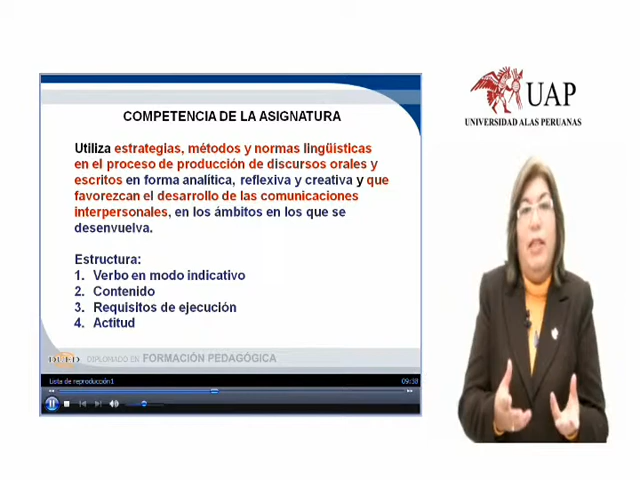 COMPETENCIA DE LA ASIGNATURA
Utiliza estrategias, métodos y normas lingüísticas
en el proceso de producción de discursos orales y
escritos en forma analítica, reflexiva y creativa y que
favorezcan el desarrollo de las comunicaciones
interpersonales, en los ámbitos en los que se
desenvuelva.
Estructura:
1. Verbo en modo indicativo
2. Contenido
3. Requisitos de ejecución
4. Actitud
DUED DIPLOMADO EN FORMACIÓN PEDAGÓGICA
Lista de reproducción1
09:38
UAP
UNIVERSIDAD ALAS PERUANAS